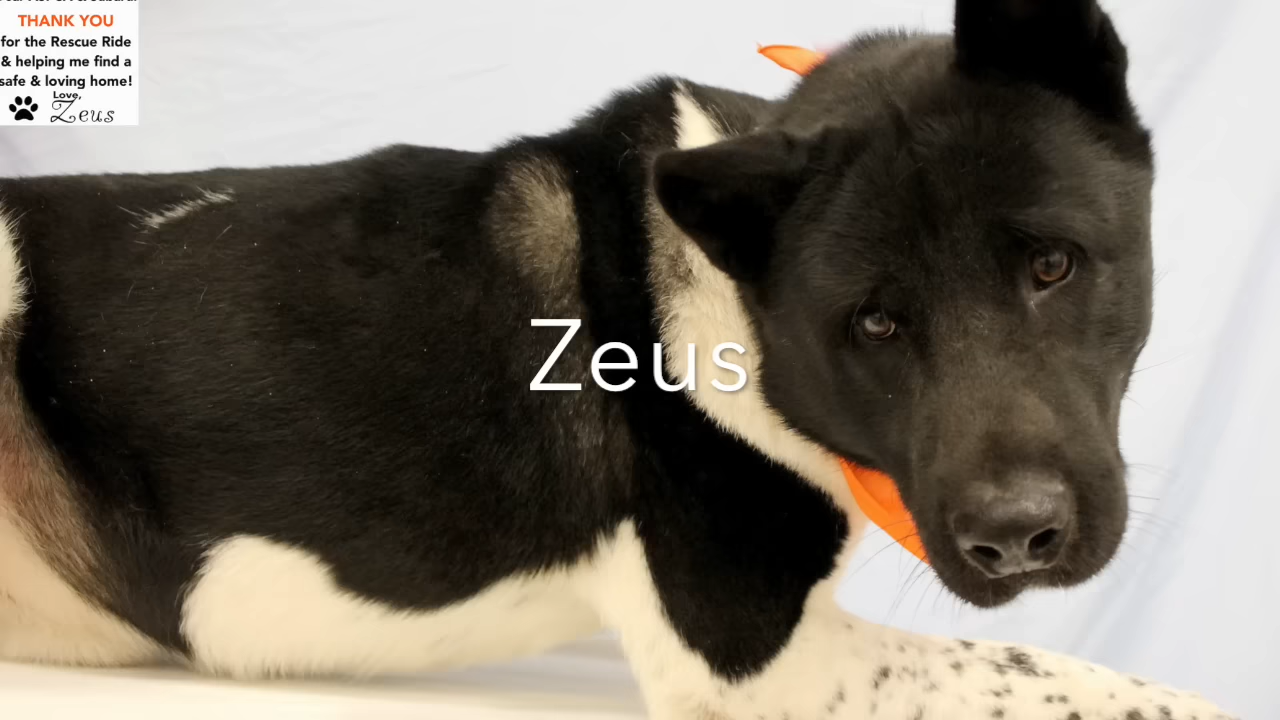 THANK YOU
for the Rescue Ride
& helping me find a
safe & loving home!
Love,
Zeus
Zeus